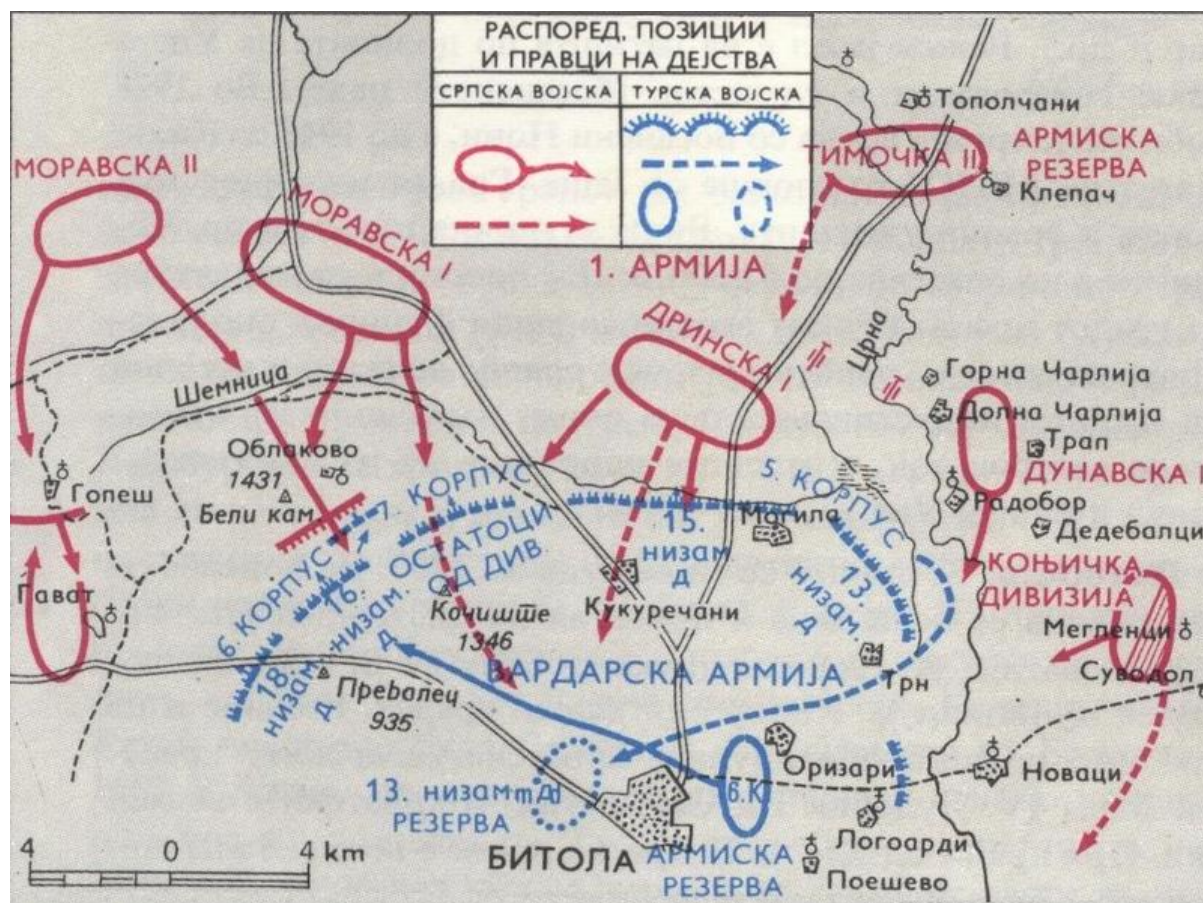 РАСПОРЕД, ПОЗИЦИИ
И ПРАВЦИ НА ДЕЈСТВА
СРПСКА ВОЈСКА
ТУРСКА ВОЈСКА
Тополчани
МОРАВСКА II
МОРАВСКА I
ТИМОЧКА II
АРМИСКА
РЕЗЕРВА
Клепач
1. АРМИЈА
ДРИНСКА I
Црна
Шемница
Горна Чарлија
Долна Чарлија
Трап
ДУНАВСКА I
Облаково
1431
Бели кам
Гопеш
Радобор
Дедебалци
7. КОРПУС
5. КОРПУС
15.
низам
д
Могила
ОСТАТОЦИ
ОД ДИВ.
6. КОРПУС
16.
низам.
д
18.
низам.
д
13.
низам.
д
КОЊИЧКА
ДИВИЗИЈА
Мегленци
Суводол
Гават
Кочиште
1346
Кукуречани
ВАРДАРСКА АРМИЈА
Трн
935
13. низам
д
РЕЗЕРВА
6.К
Оризари
Новаци
Логоарди
Поешево
БИТОЛА
АРМИСКА
РЕЗЕРВА
4 0 4 km